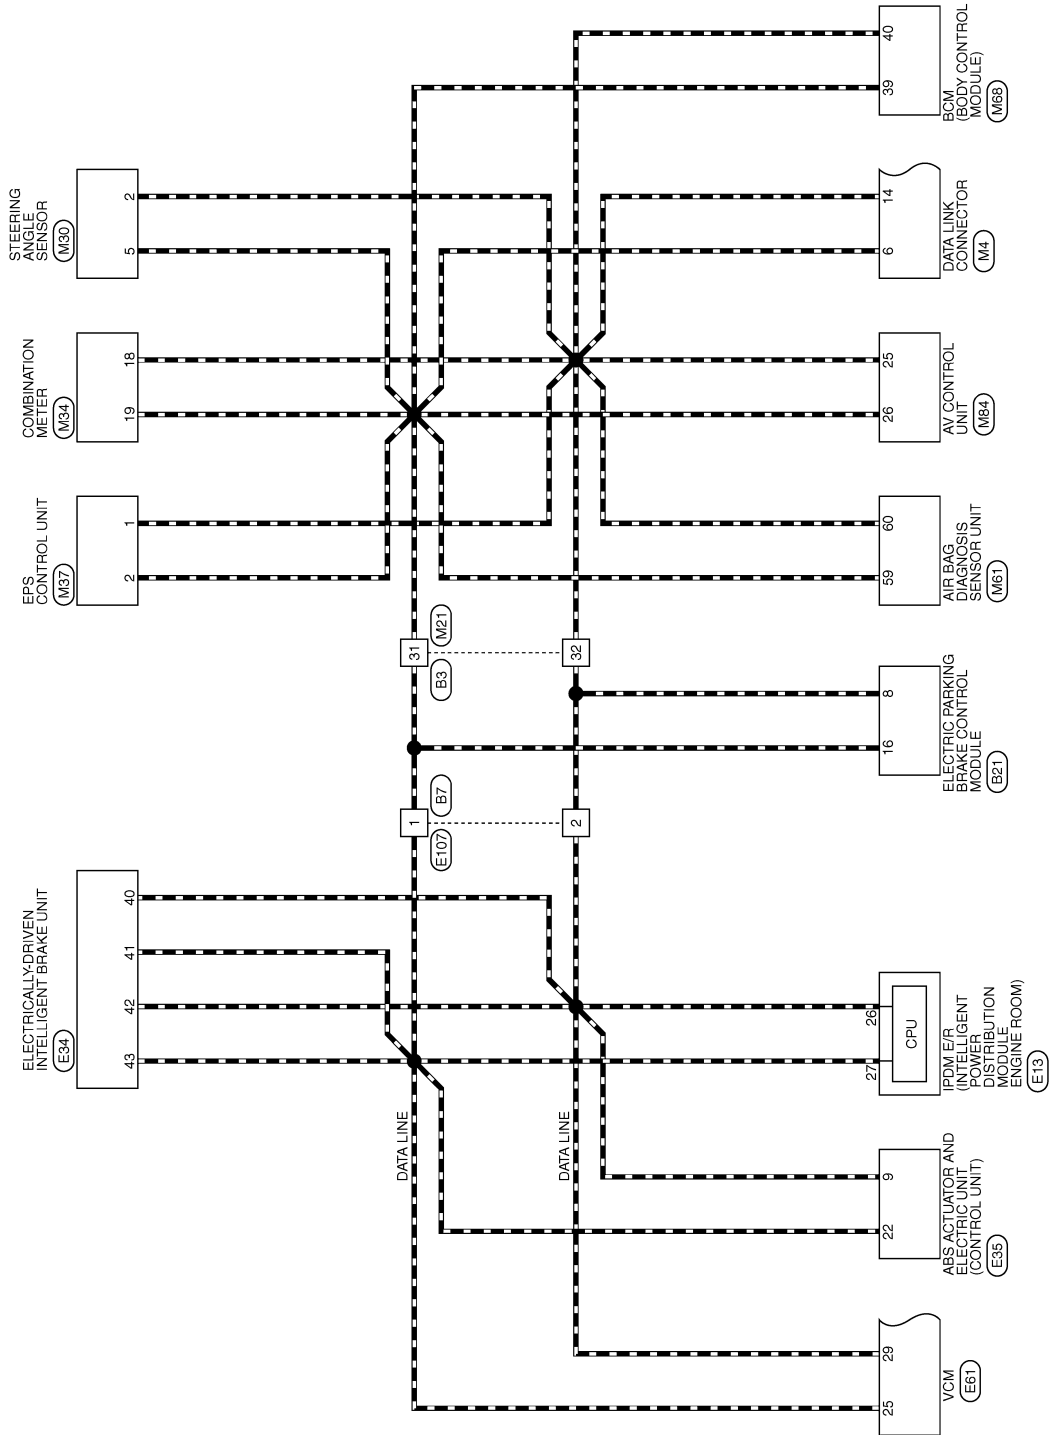 ELECTRICALLY-DRIVEN
INTELLIGENT BRAKE UNIT
E34
43
42
41
40
EPS
CONTROL UNIT
M37
2
1
COMBINATION
METER
M34
19
18
STEERING
ANGLE
SENSOR
M30
5
2
DATA LINE
1
E107
B7
31
B3
M21
DATA LINE
2
32
25
29
VCM
E61
22
9
ABS ACTUATOR AND
ELECTRIC UNIT
(CONTROL UNIT)
E35
27
26
CPU
IPDM E/R
(INTELLIGENT
POWER
DISTRIBUTION
MODULE
ENGINE ROOM)
E13
16
8
ELECTRIC PARKING
BRAKE CONTROL
MODULE
B21
59
60
AIR BAG
DIAGNOSIS
SENSOR UNIT
M61
26
25
AV CONTROL
UNIT
M84
6
14
DATA LINK
CONNECTOR
M4
39
40
BCM
(BODY CONTROL
MODULE)
M68